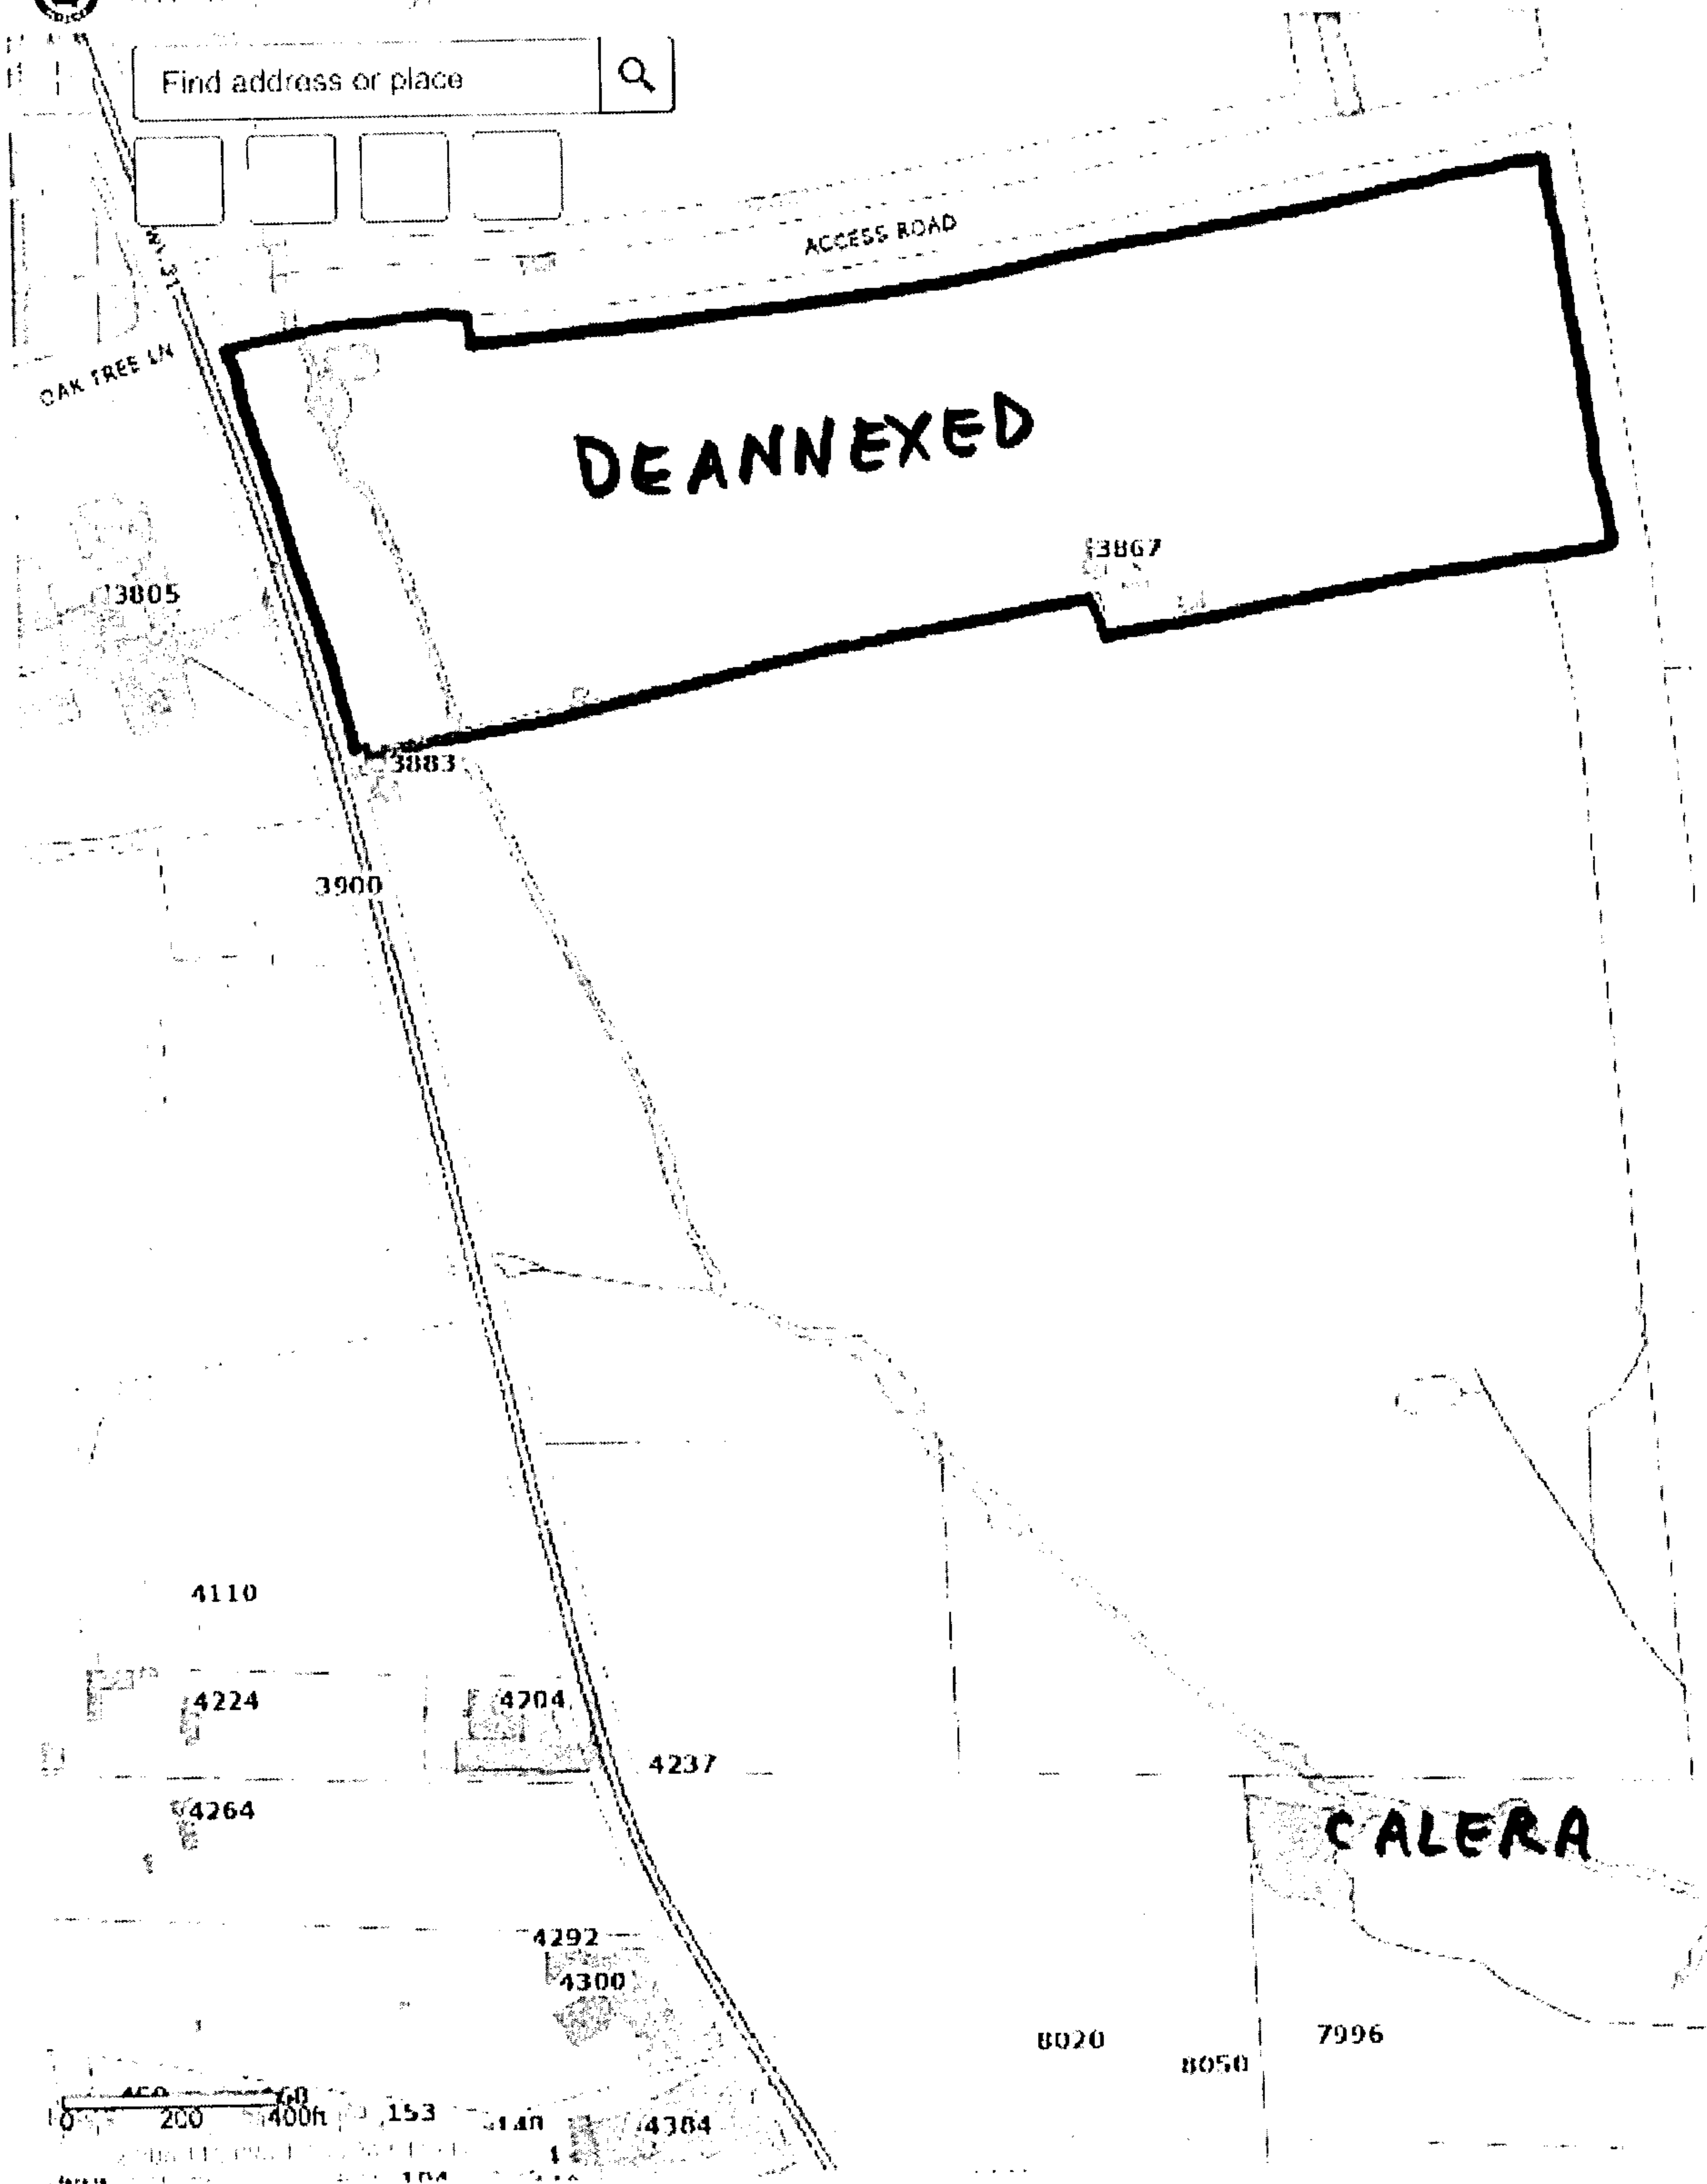 Find address or place
ACCESS ROAD
OAK TREE LN
DEANNEXED
3867
3805
3883
3900
4110
4224
4204
4237
4264
CALERA
4292
4300
8020
7996
8050
0 200 400ft
153
4384